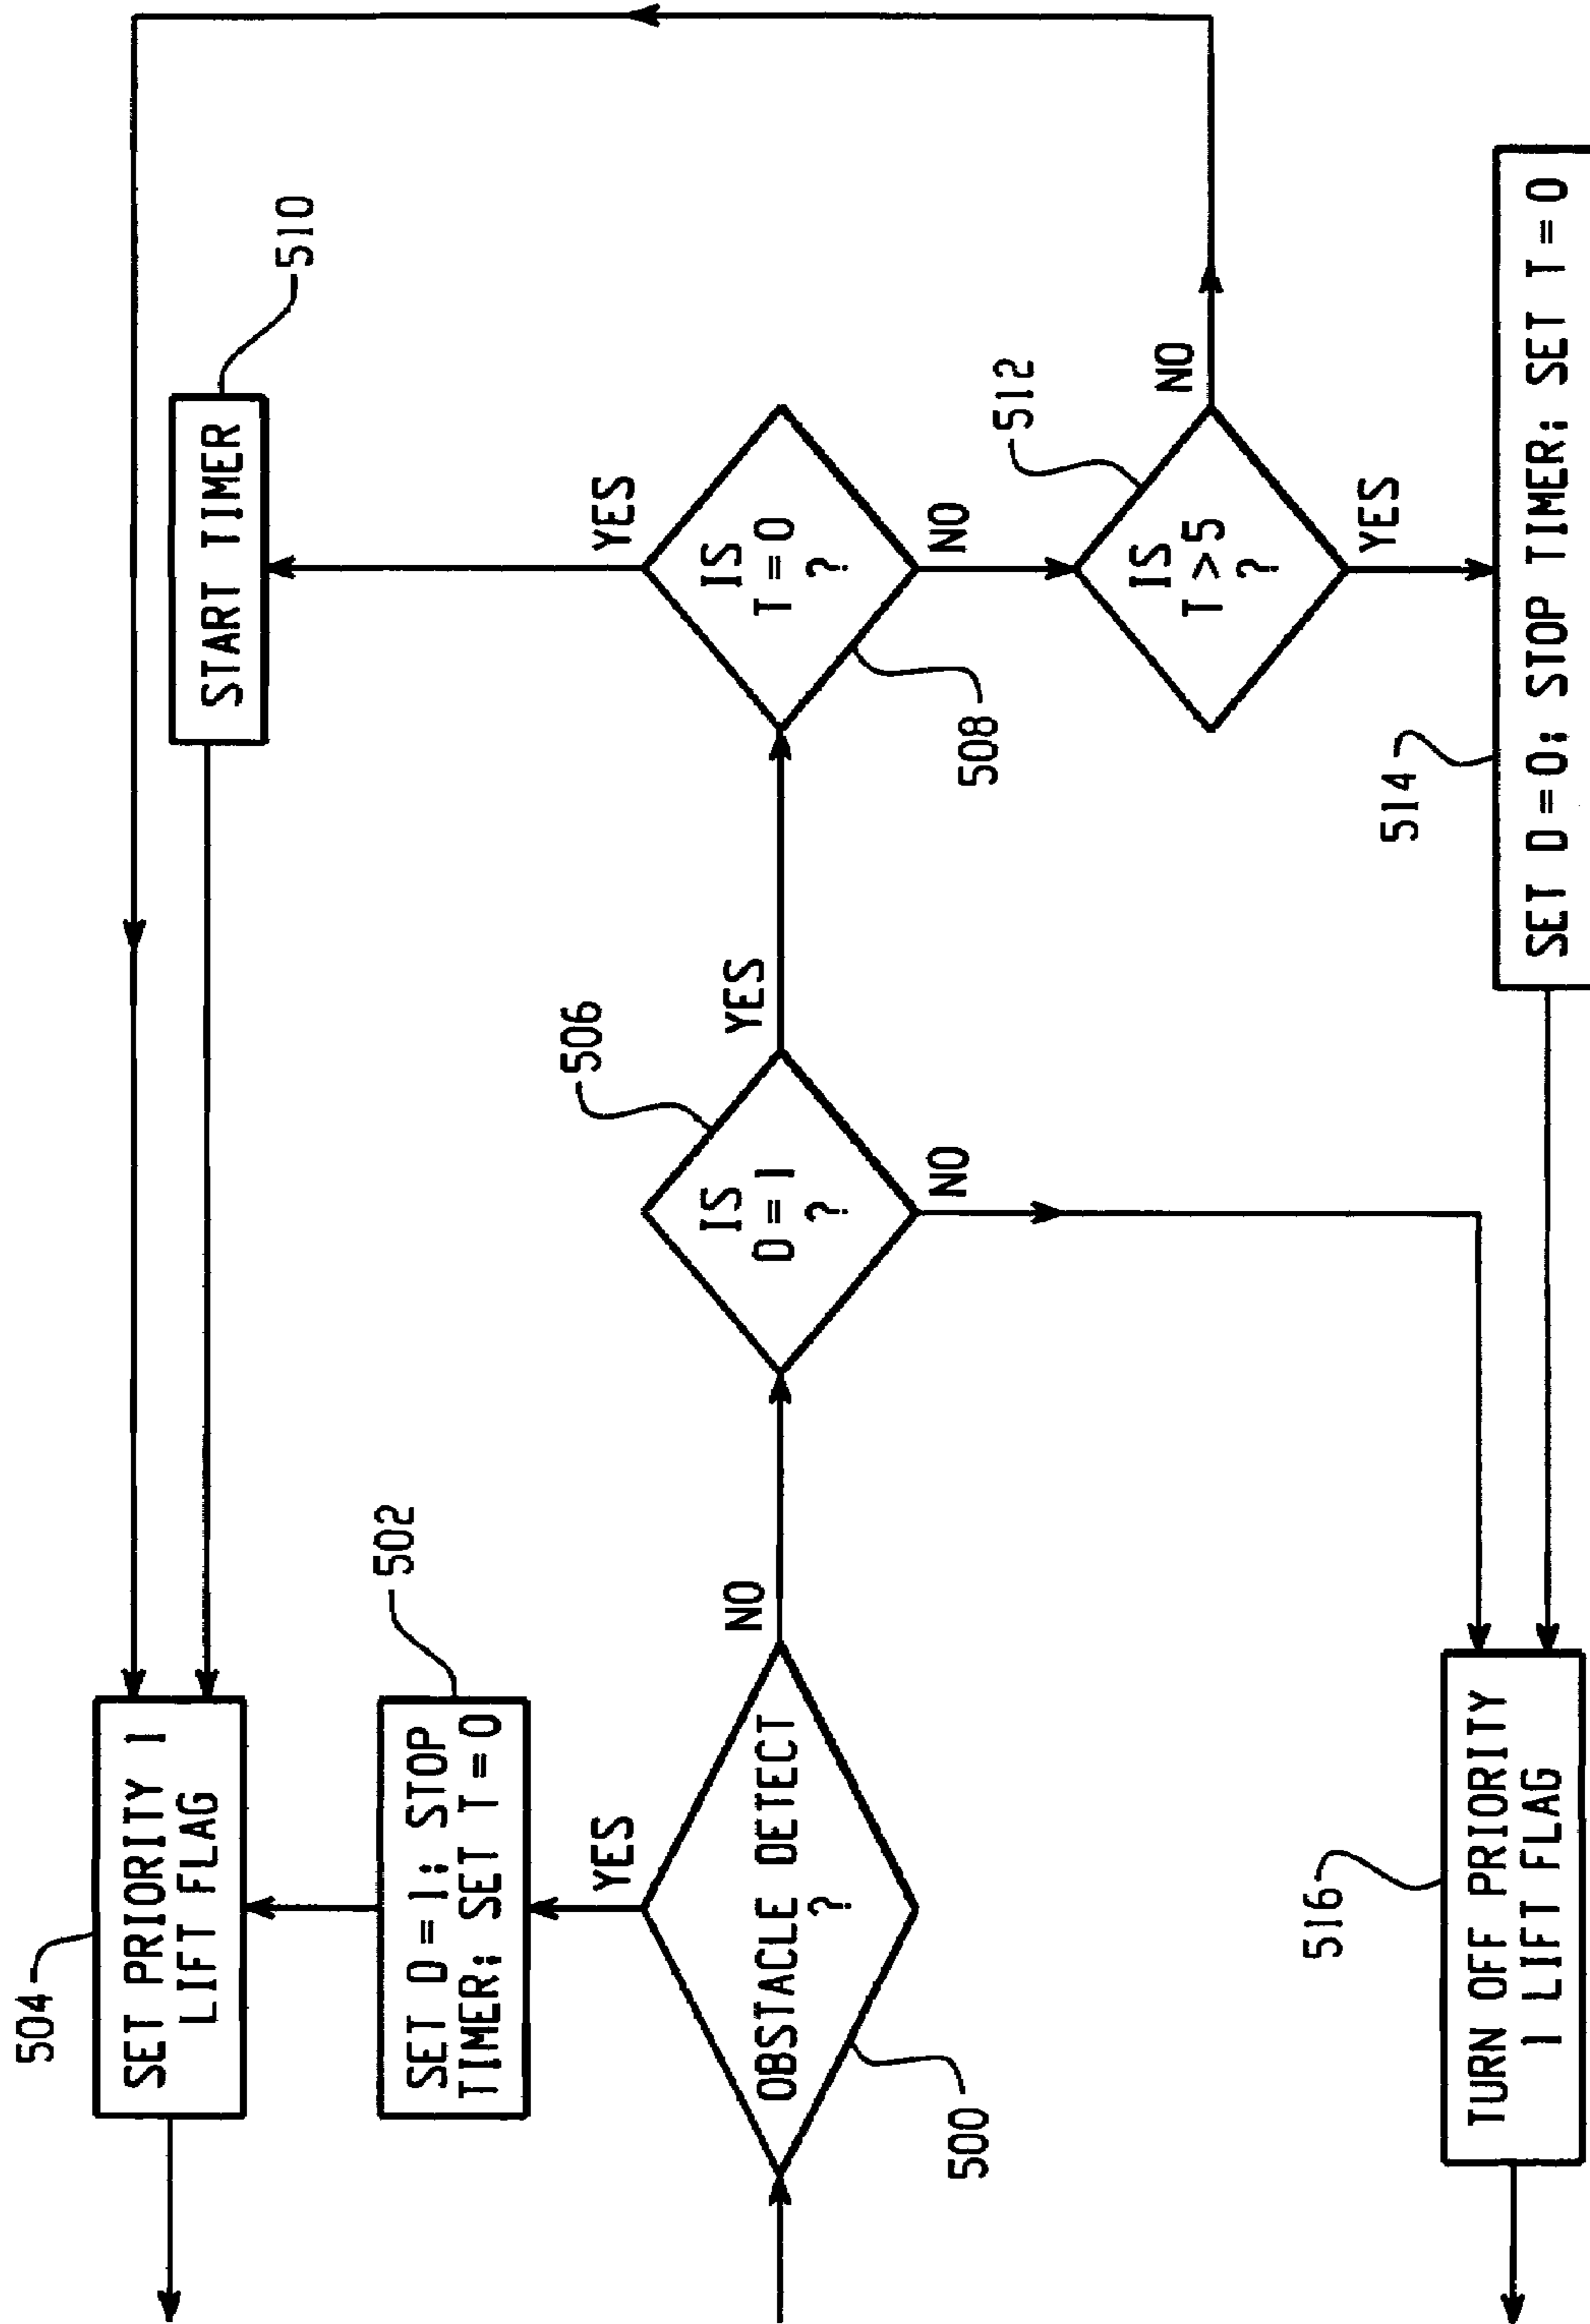 504
SET PRIORITY 1
LIFT FLAG
502
SET D = 1; STOP
TIMER; SET T = 0
YES
OBSTACLE DETECT
?
500
NO
506
IS
D = 1
?
YES
NO
510
START TIMER
YES
IS
T = 0
?
508
NO
512
IS
T > 5
?
NO
YES
514
SET D = 0; STOP TIMER; SET T = 0
516
TURN OFF PRIORITY
1 LIFT FLAG